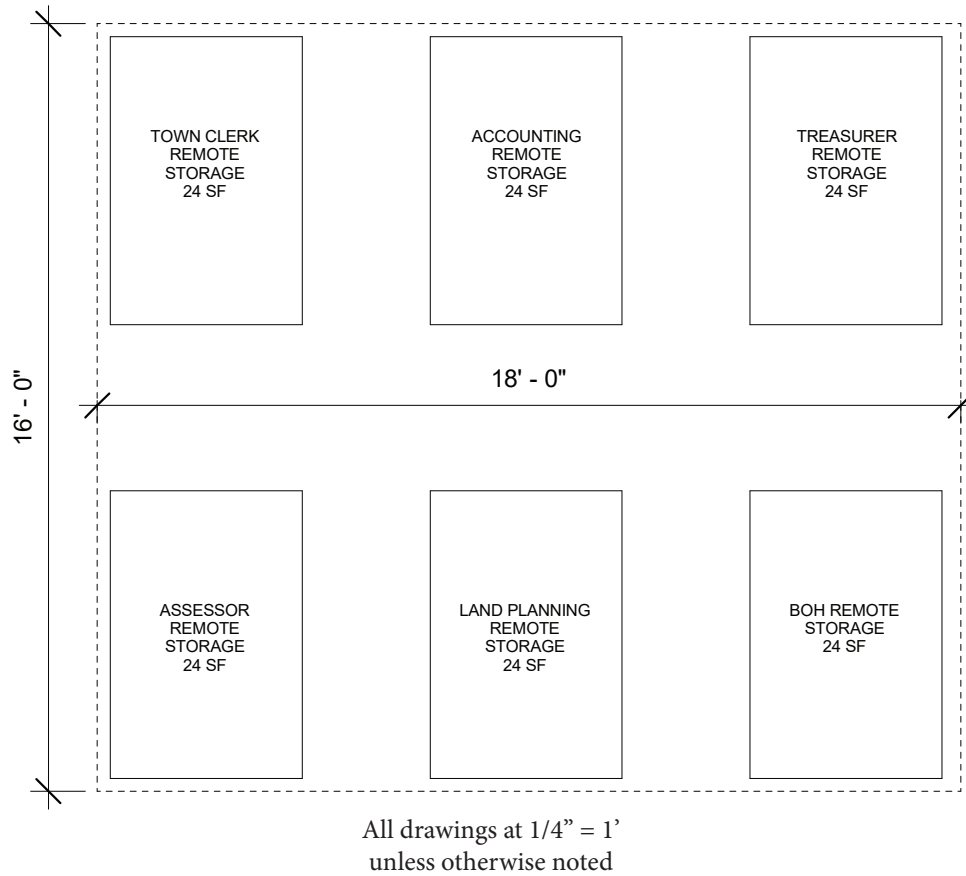 TOWN CLERK
REMOTE
STORAGE
24 SF
ACCOUNTING
REMOTE
STORAGE
24 SF
TREASURER
REMOTE
STORAGE
24 SF
18' - 0"
16' - 0"
ASSESSOR
REMOTE
STORAGE
24 SF
LAND PLANNING
REMOTE
STORAGE
24 SF
BOH REMOTE
STORAGE
24 SF
All drawings at 1/4” = 1’
unless otherwise noted